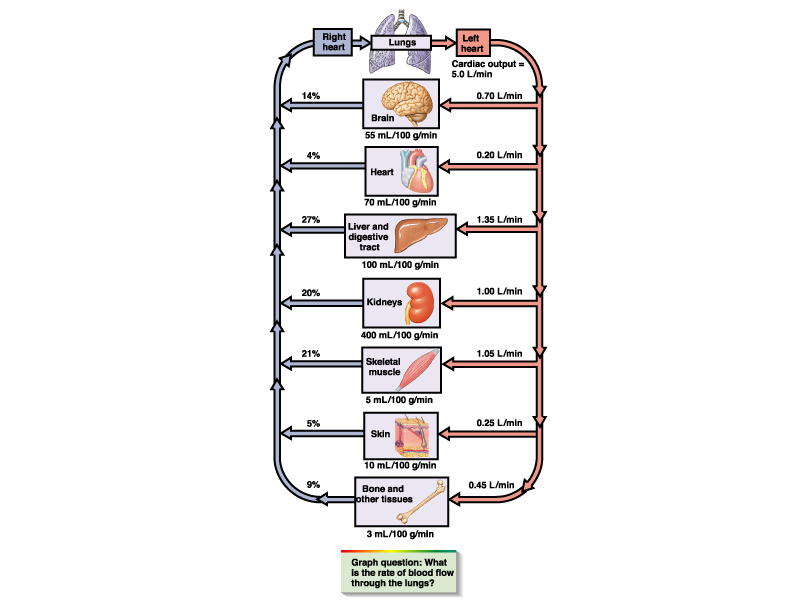 Right
heart
Lungs
Left
heart
Cardiac output =
5.0 L/min
14%
0.70 L/min
Brain
55 mL/100 g/min
4%
0.20 L/min
Heart
70 mL/100 g/min
27%
1.35 L/min
Liver and
digestive
tract
100 mL/100 g/min
20%
1.00 L/min
Kidneys
400 mL/100 g/min
21%
1.05 L/min
Skeletal
muscle
5 mL/100 g/min
5%
0.25 L/min
Skin
10 mL/100 g/min
9%
0.45 L/min
Bone and
other tissues
3 mL/100 g/min
Graph question: What
is the rate of blood flow
through the lungs?